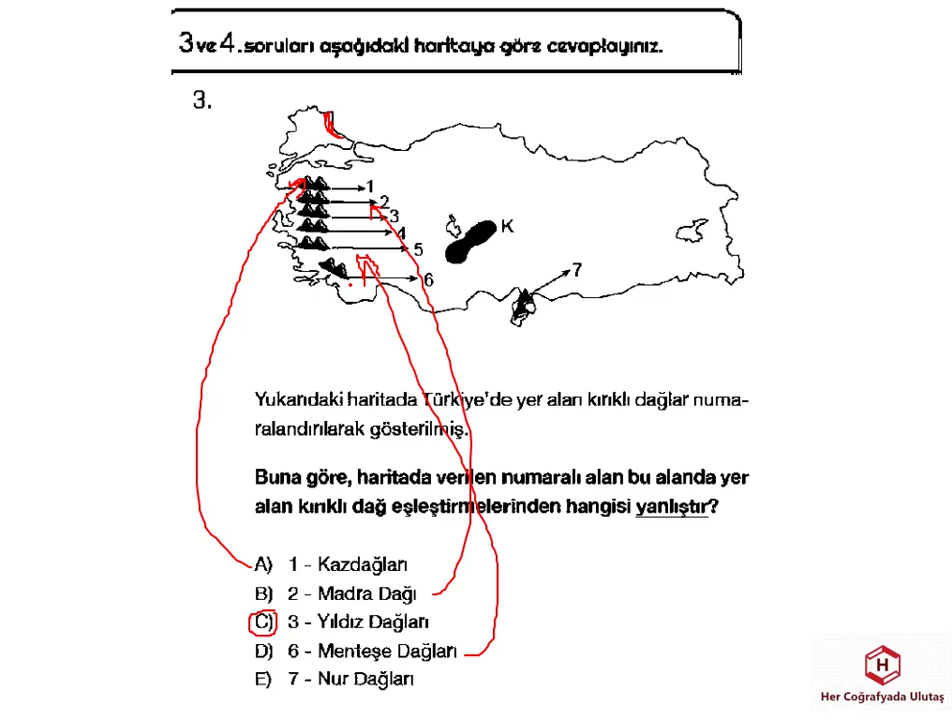 3 ve 4. soruları aşağıdaki haritaya göre cevaplayınız.
3.
1
2
3
4
K
5
6
7
Yukarıdaki haritada Türkiye'de yer alan kırıklı dağlar numa-
ralandırılarak gösterilmiş.
Buna göre, haritada verilen numaralı alan bu alanda yer
alan kırıklı dağ eşleştirmelerinden hangisi yanlıştır?
A) 1 - Kazdağları
B) 2 - Madra Dağı
C) 3 - Yıldız Dağları
D) 6 - Menteşe Dağları
E) 7 - Nur Dağları
H
Her Coğrafyada Ulutaş